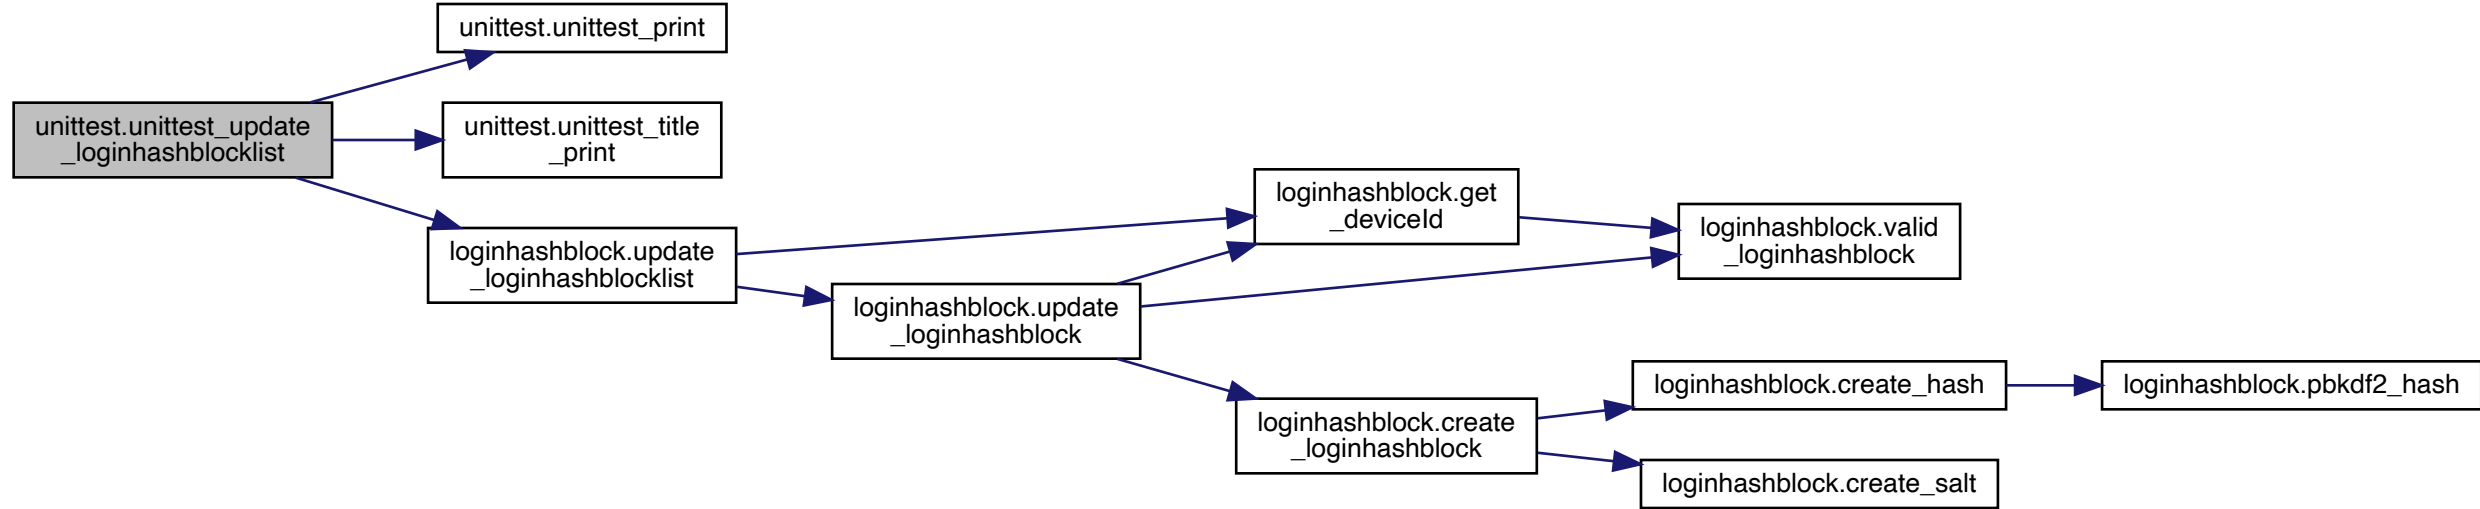 unittest.unittest_print
unittest.unittest_update
_loginhashblocklist
unittest.unittest_title
_print
loginhashblock.update
_loginhashblocklist
loginhashblock.update
_loginhashblock
loginhashblock.get
_deviceId
loginhashblock.valid
_loginhashblock
loginhashblock.create
_loginhashblock
loginhashblock.create_hash
loginhashblock.pbkdf2_hash
loginhashblock.create_salt